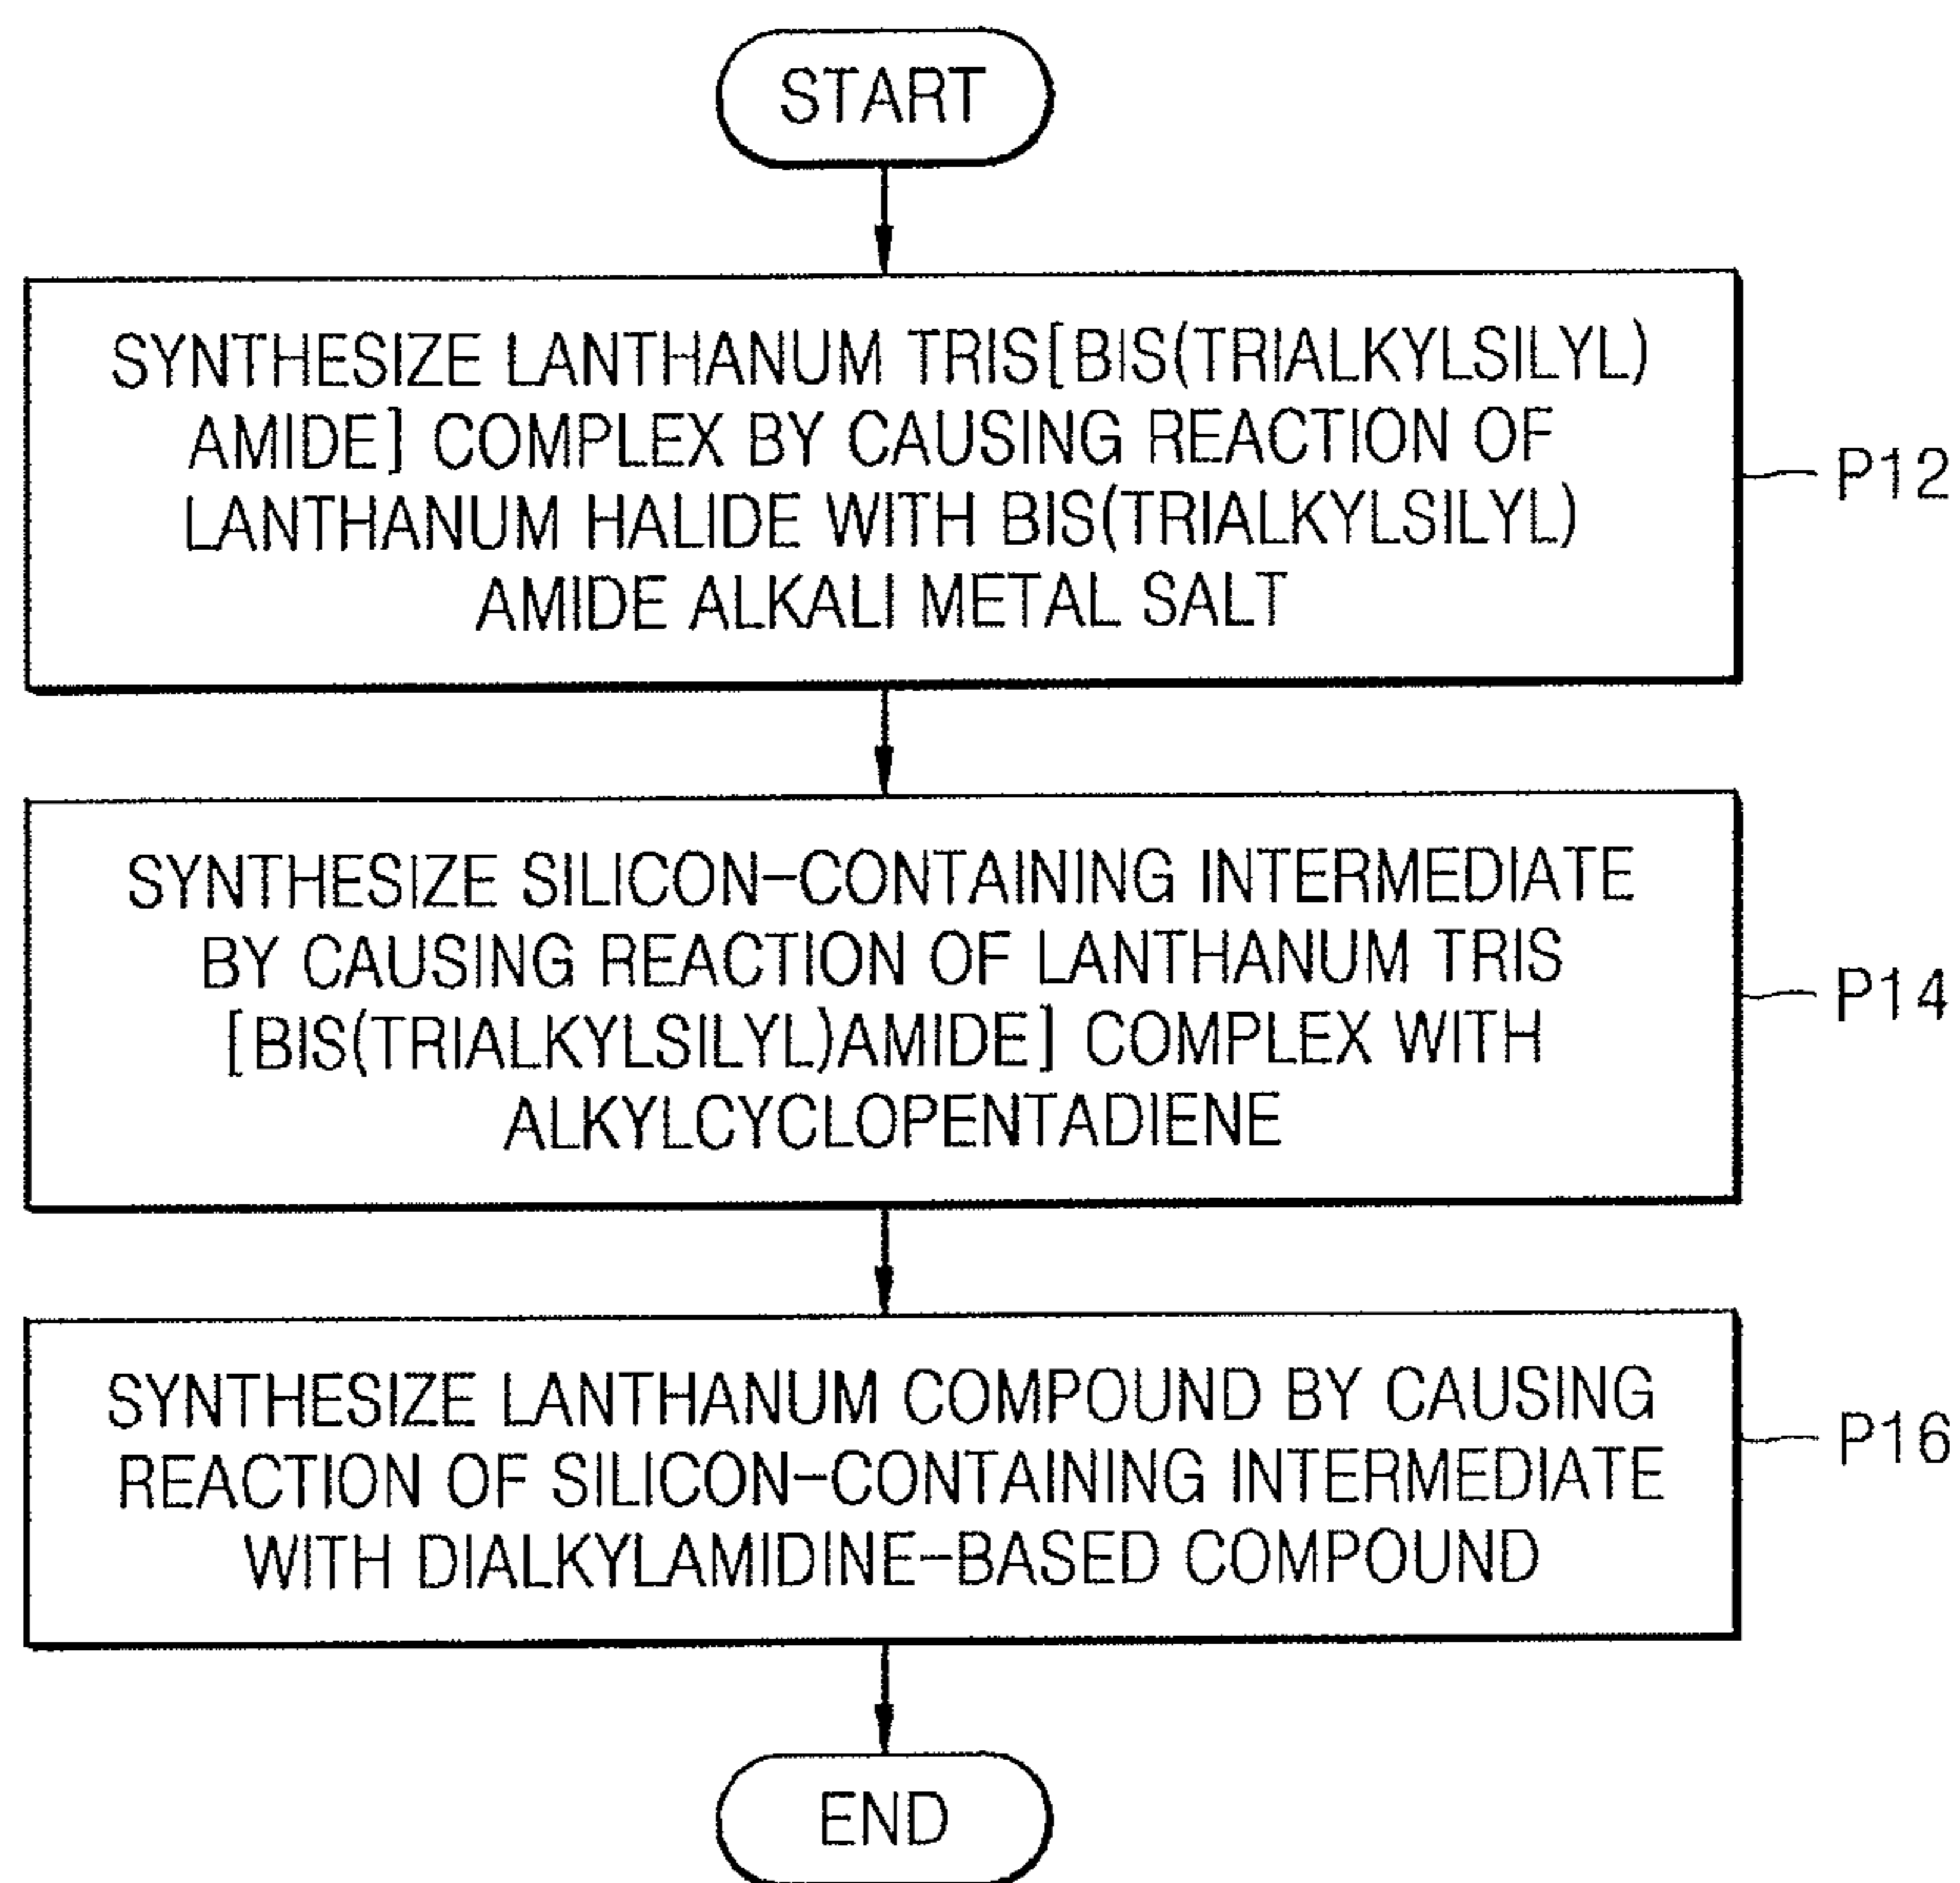 START
SYNTHESIZE LANTHANUM TRIS[BIS(TRIALKYLSILYL)
AMIDE] COMPLEX BY CAUSING REACTION OF
LANTHANUM HALIDE WITH BIS(TRIALKYLSILYL)
AMIDE ALKALI METAL SALT
P12
SYNTHESIZE SILICON-CONTAINING INTERMEDIATE
BY CAUSING REACTION OF LANTHANUM TRIS
[BIS(TRIALKYLSILYL)AMIDE] COMPLEX WITH
ALKYLCYCLOPENTADIENE
P14
SYNTHESIZE LANTHANUM COMPOUND BY CAUSING
REACTION OF SILICON-CONTAINING INTERMEDIATE
WITH DIALKYLAMIDINE-BASED COMPOUND
P16
END